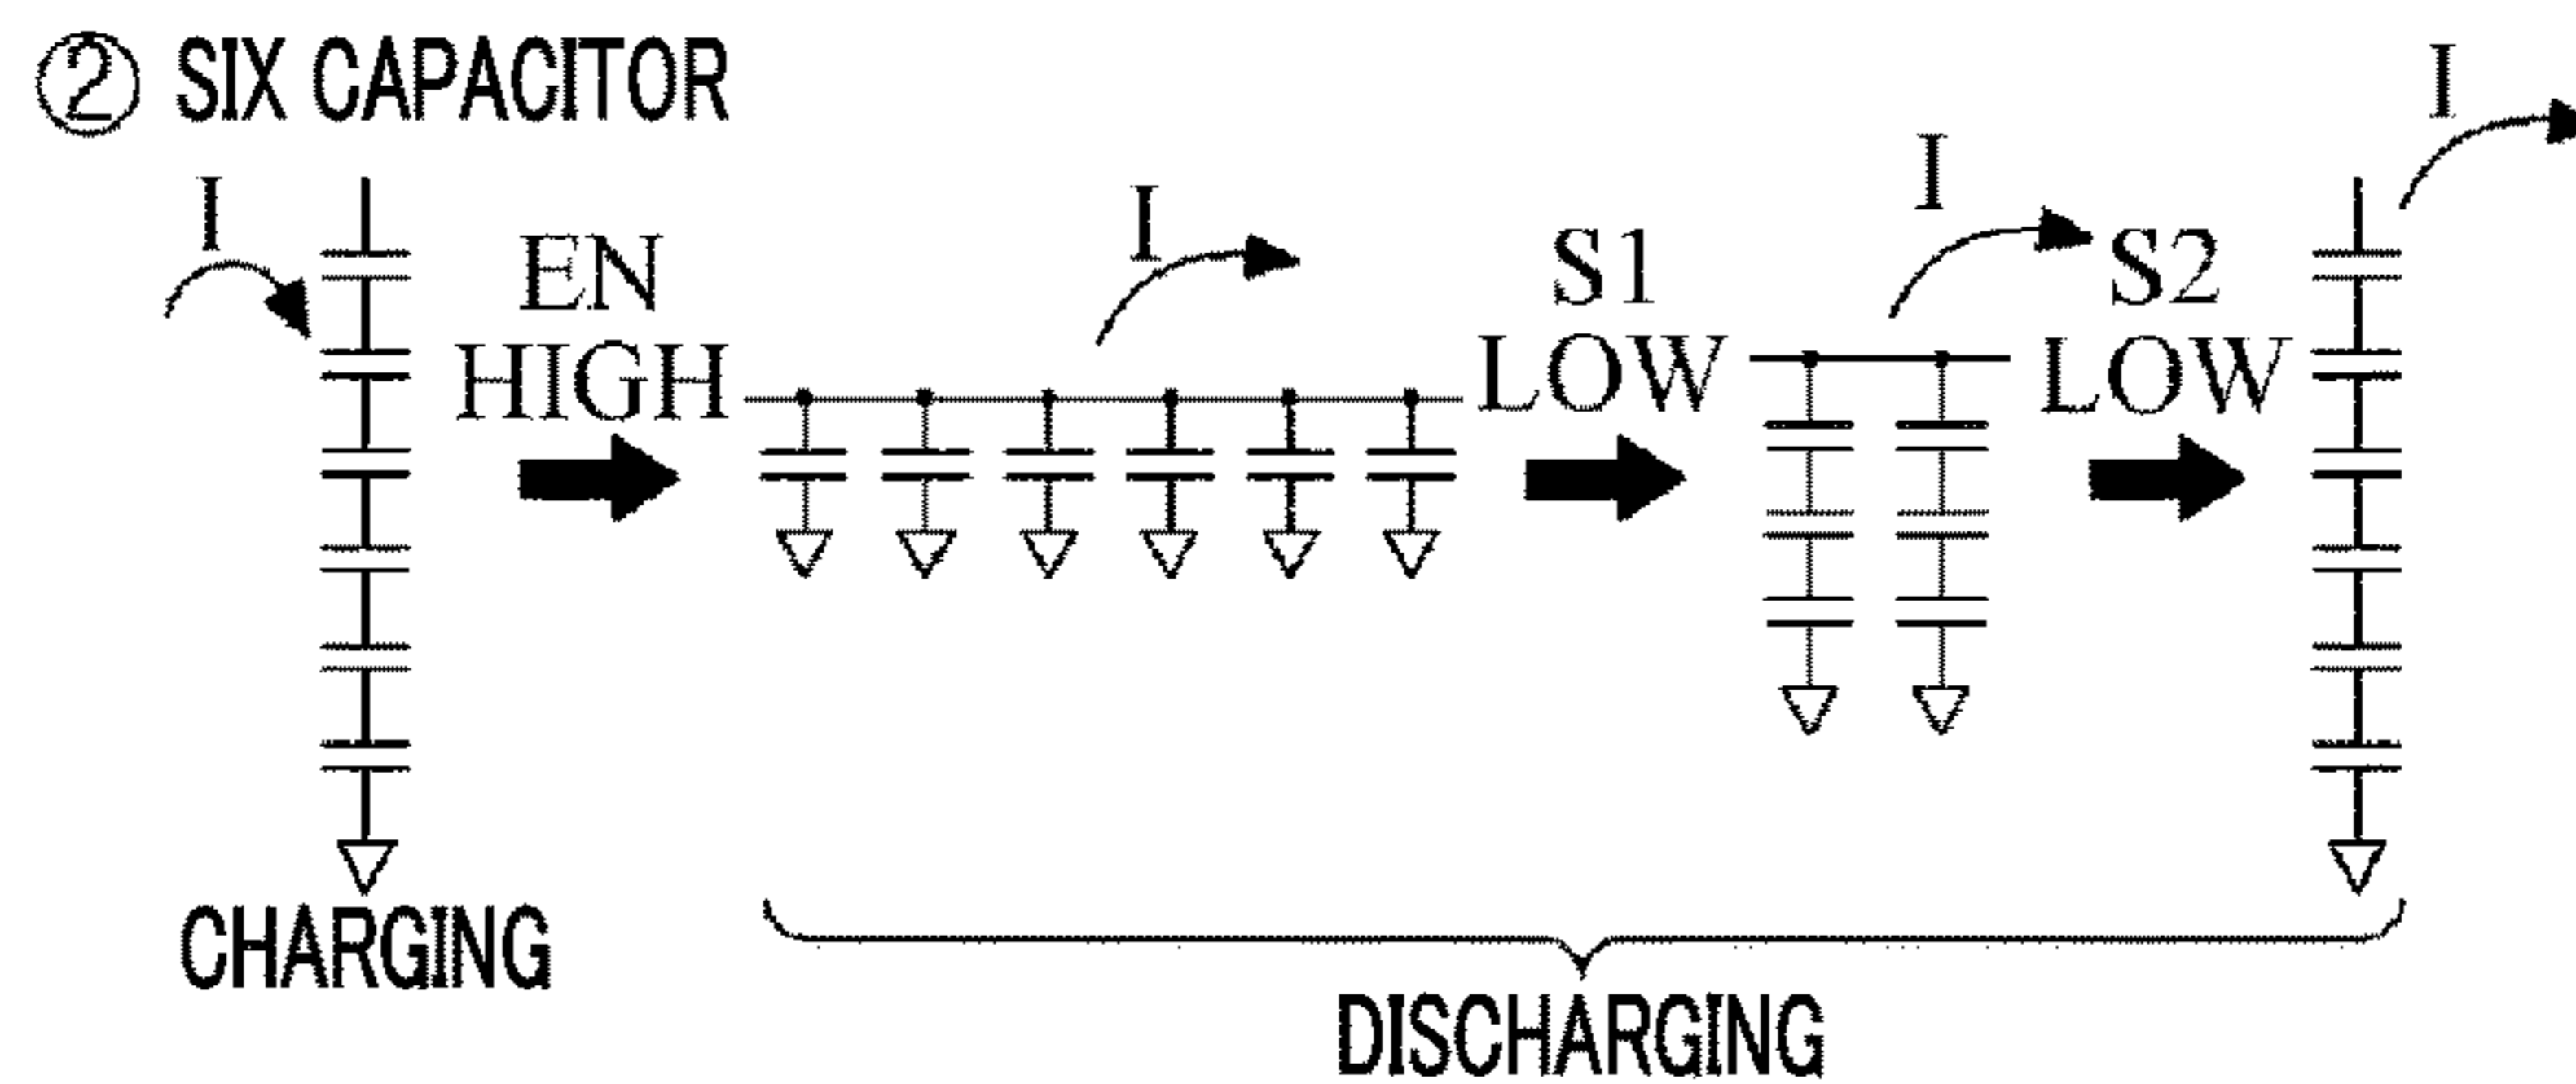 ② SIX CAPACITOR
I
EN
HIGH
I
S1
LOW
I
S2
LOW
I
CHARGING
DISCHARGING